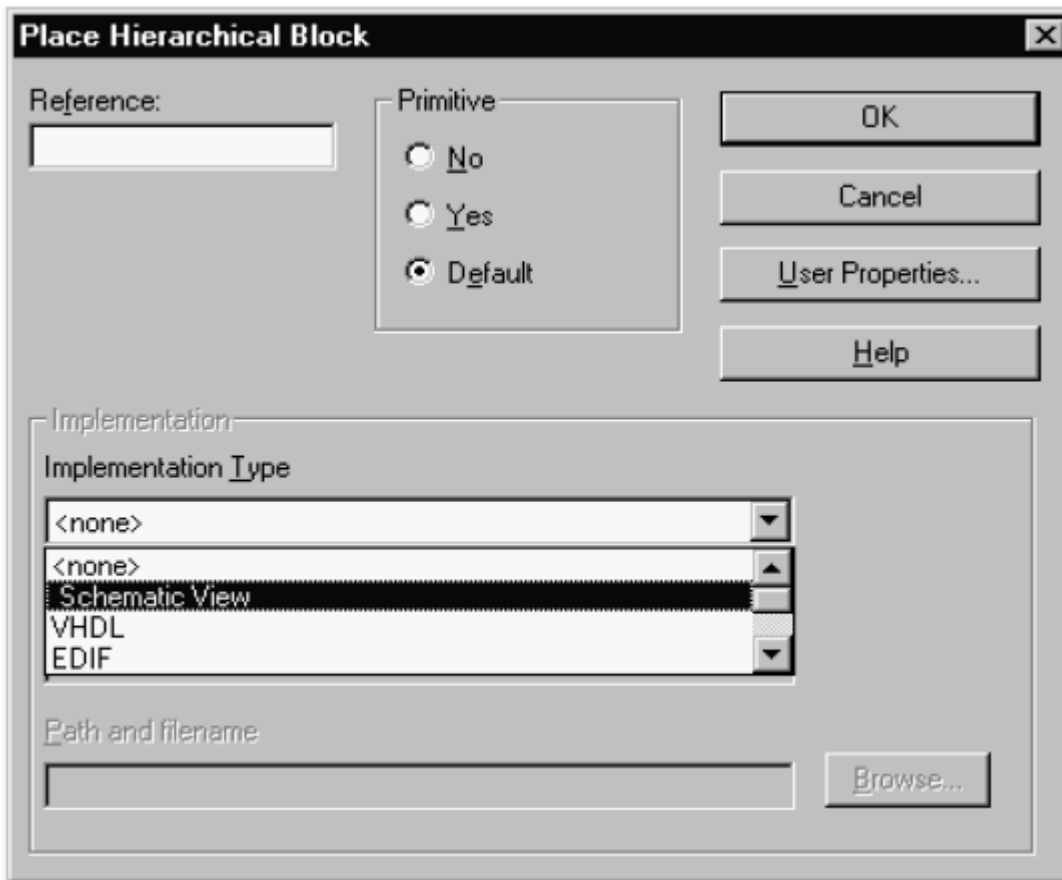 Place Hierarchical Block
Reference:
Primitive
No
Yes
Default
OK
Cancel
User Properties...
Help
Implementation
Implementation Type
<none>
<none>
Schematic View
VHDL
EDIF
Path and filename
Browse...